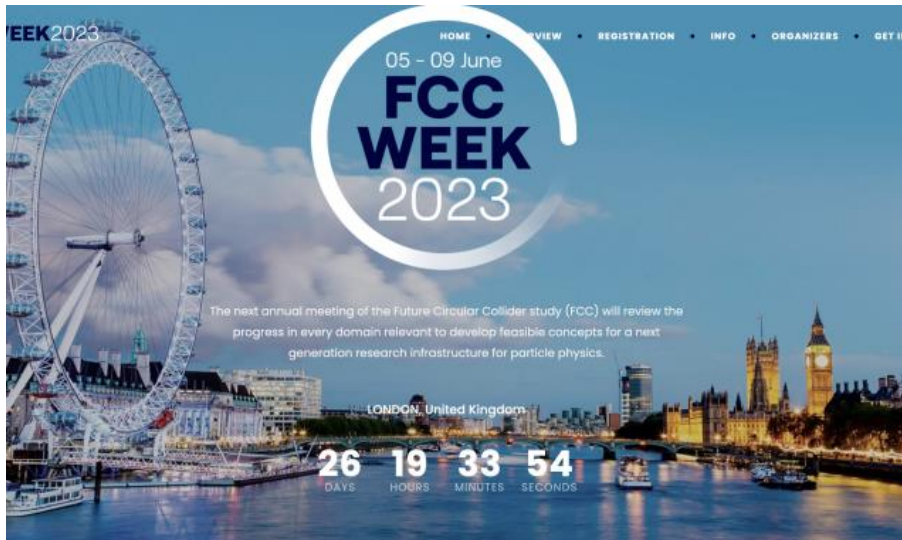 WEEK2023
HOME • VIEW • REGISTRATION • INFO • ORGANIZERS • GET
05 - 09 June
FCC
WEEK
2023
The next annual meeting of the Future Circular Collider study (FCC) will review the
progress in every domain relevant to develop feasible concepts for a next
generation research infrastructure for particle physics.
LONDON, United Kingdom
26 19 33 54
DAYS HOURS MINUTES SECONDS